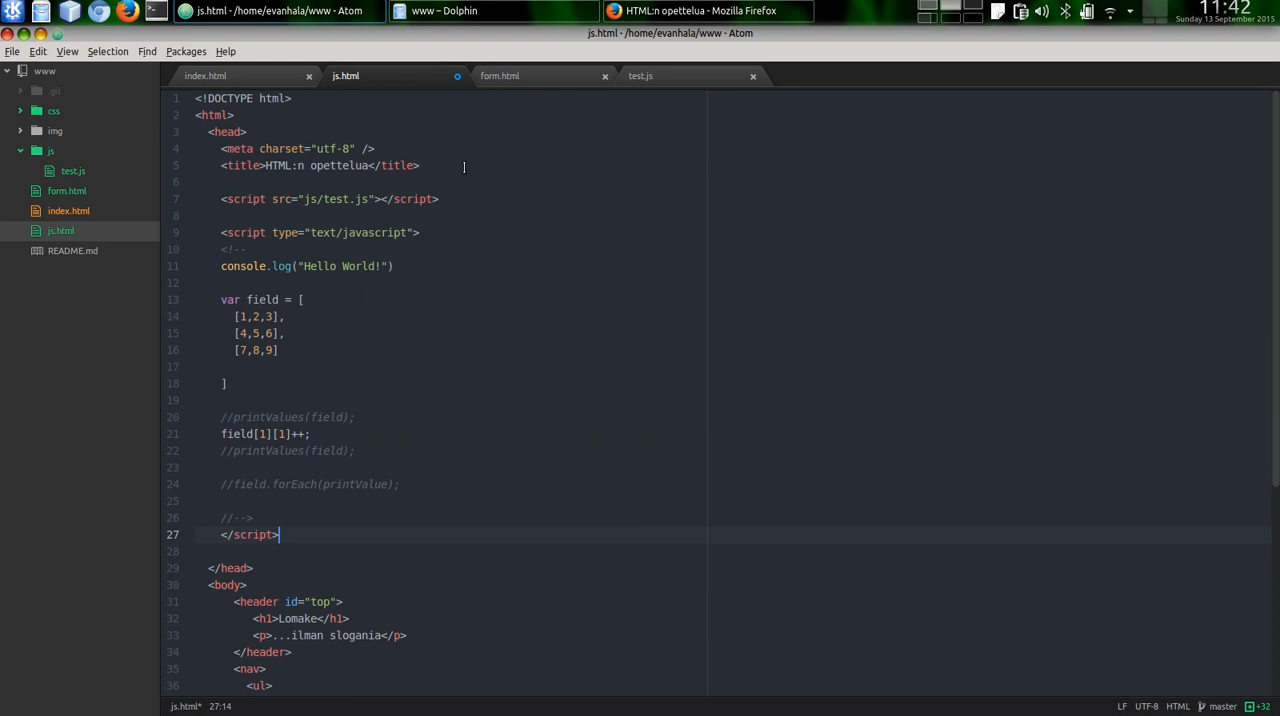 js.html - /home/evanhala/www - Atom
www – Dolphin
HTML:n opettelua - Mozilla Firefox
11:42
Sunday 13 September 2015
js.html - /home/evanhala/www - Atom
File Edit View Selection Find Packages Help
www
.git
css
img
js
test.js
form.html
index.html
js.html
README.md
index.html
js.html
form.html
test.js
1 <!DOCTYPE html>
2 <html>
3 <head>
4 <meta charset="utf-8" />
5 <title>HTML:n opettelua</title>
6
7 <script src="js/test.js"></script>
8
9 <script type="text/javascript">
10 <!--
11 console.log("Hello World!")
12
13 var field = [
14 [1,2,3],
15 [4,5,6],
16 [7,8,9]
17
18 ]
19
20 //printValues(field);
21 field[1][1]++;
22 //printValues(field);
23
24 //field.forEach(printValue);
25
26 //-->
27 </script>
28
29 </head>
30 <body>
31 <header id="top">
32 <h1>Lomake</h1>
33 <p>...ilman slogania</p>
34 </header>
35 <nav>
36 <ul>
js.html* 27:14
LF UTF-8 HTML master +32